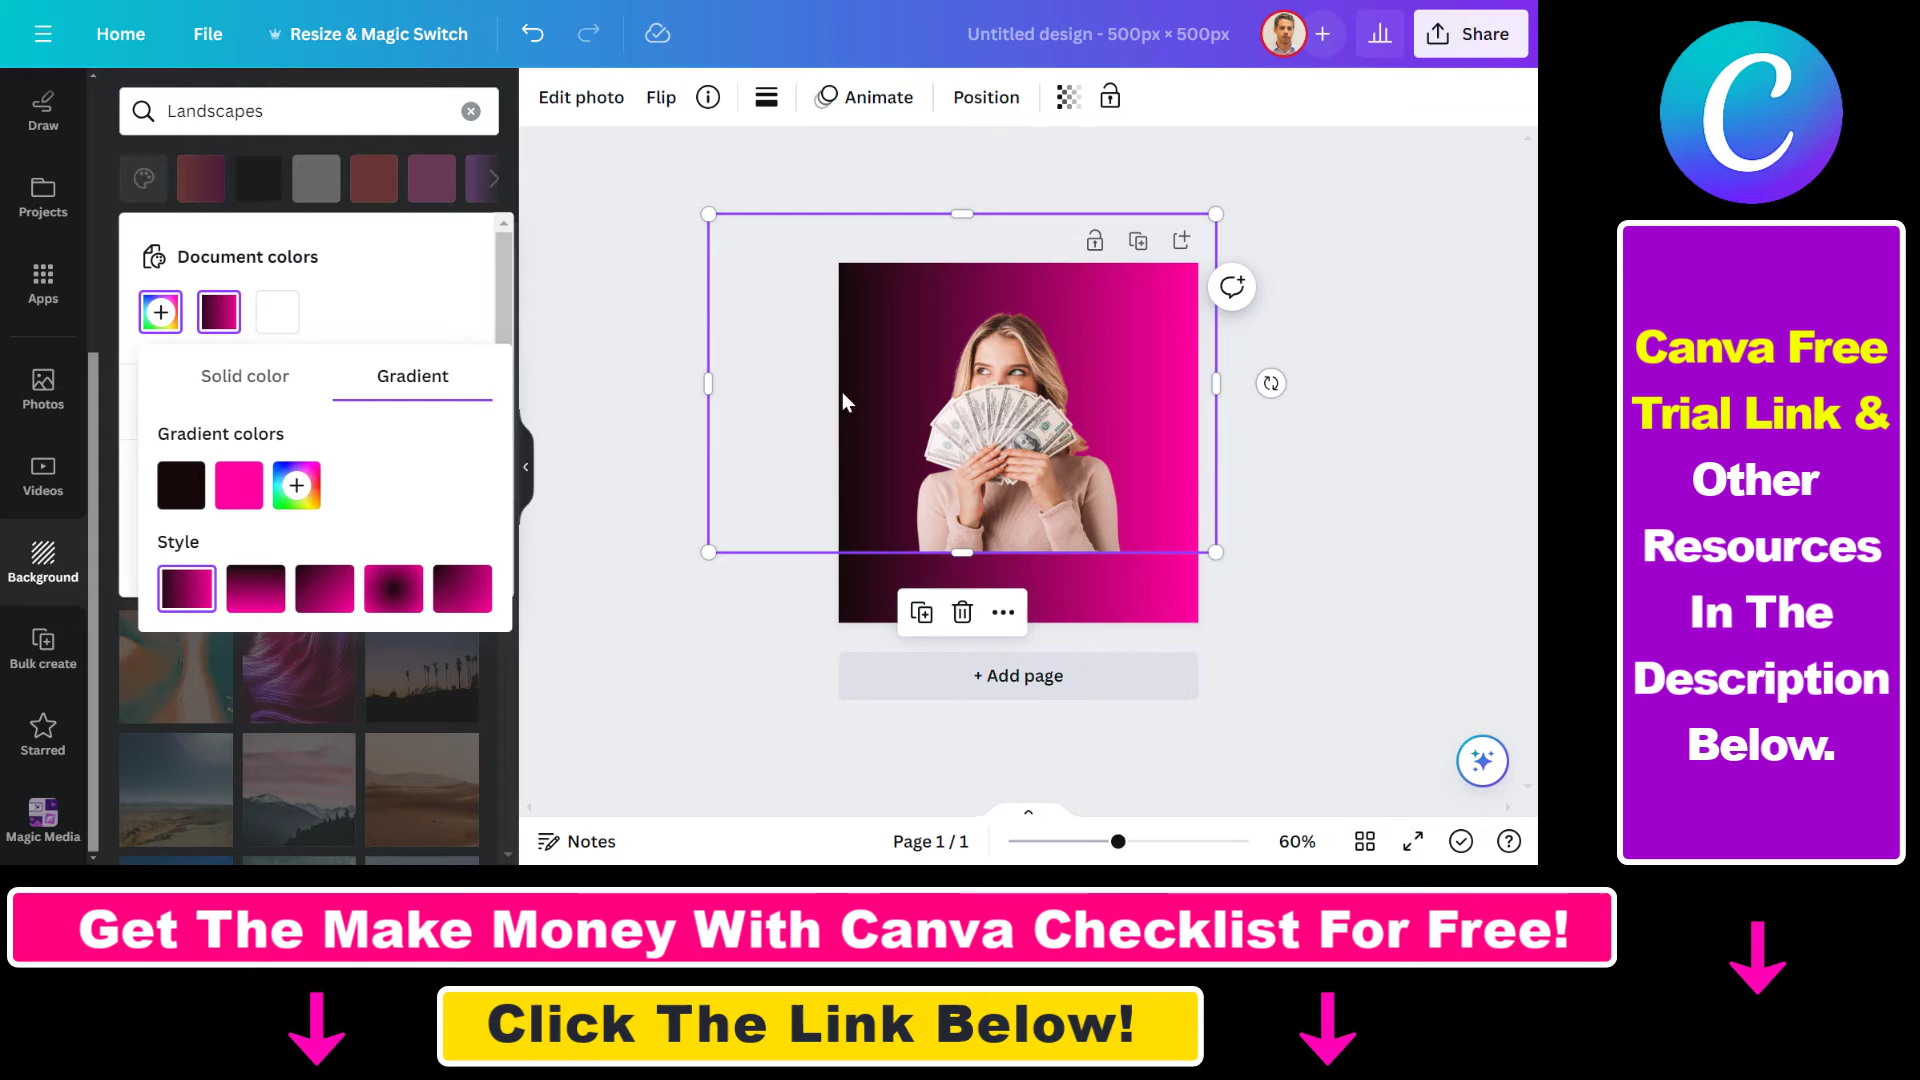 Home
File
Resize & Magic Switch
Untitled design - 500px × 500px
Share
Draw
Projects
Apps
Photos
Videos
Background
Bulk create
Starred
Magic Media
Landscapes
Document colors
Solid color
Gradient
Gradient colors
Style
Edit photo
Flip
Animate
Position
+ Add page
Notes
Page 1 / 1
60%
C
Canva Free
Trial Link &
Other
Resources
In The
Description
Below.
Get The Make Money With Canva Checklist For Free!
Click The Link Below!